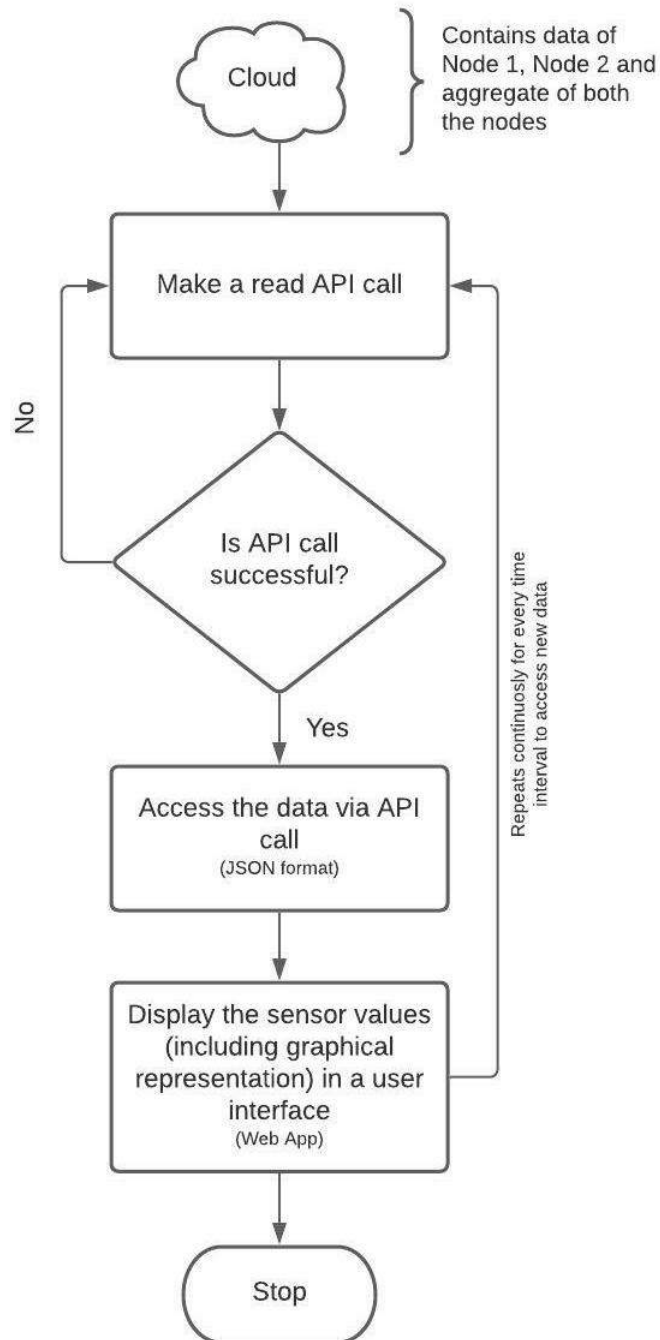 Cloud
Contains data of
Node 1, Node 2 and
aggregate of both
the nodes
Make a read API call
No
Is API call
successful?
Yes
Repeats continuosly for every time
interval to access new data
Access the data via API
call
(JSON format)
Display the sensor values
(including graphical
representation) in a user
interface
(Web App)
Stop